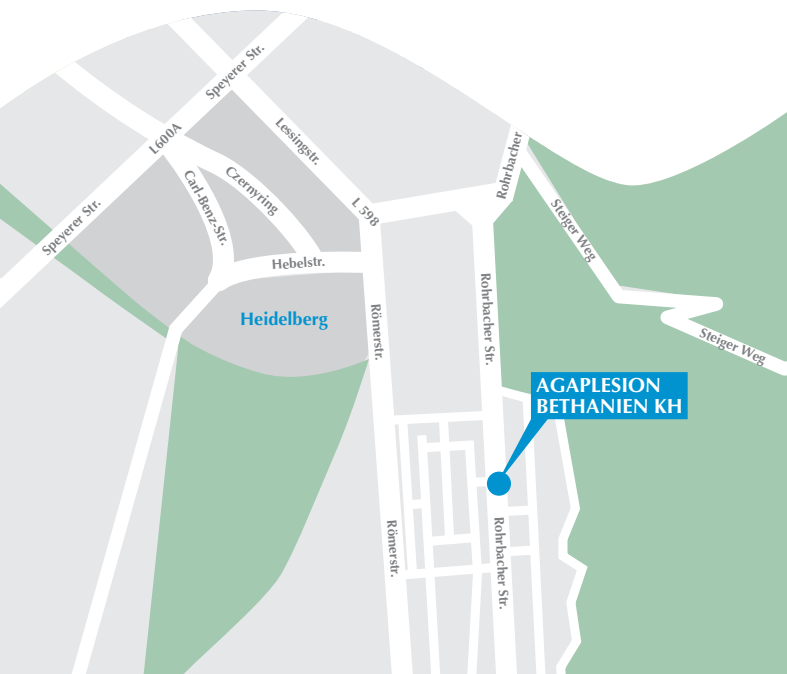 Speyerer Str.
L600A
Lessingstr.
Rohrbacher
Czernyring
Carl-Benz-Str.
L 598
Speyerer Str.
Steiger Weg
Hebelstr.
Heidelberg
Römerstr.
Rohrbacher Str.
Steiger Weg
AGAPLESION
BETHANIEN KH
Römerstr.
Rohrbacher Str.